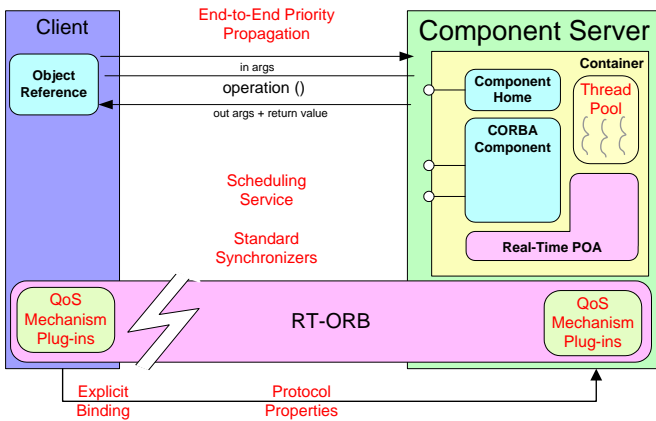 Client
End-to-End Priority
Propagation
Component Server
Object
Reference
in args
operation ()
out args + return value
Container
Component
Home
Thread
Pool
CORBA
Component
Scheduling
Service
Standard
Synchronizers
Real-Time POA
QoS
Mechanism
Plug-ins
RT-ORB
QoS
Mechanism
Plug-ins
Explicit
Binding
Protocol
Properties